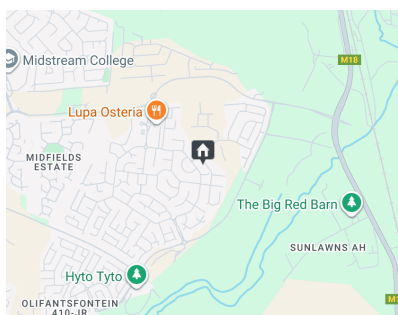 M18
Midstream College
Lupa Osteria
MIDFIELDS
ESTATE
The Big Red Barn
SUNLAWNS AH
Hyto Tyto
M1
OLIFANTSFONTEIN
410-JR